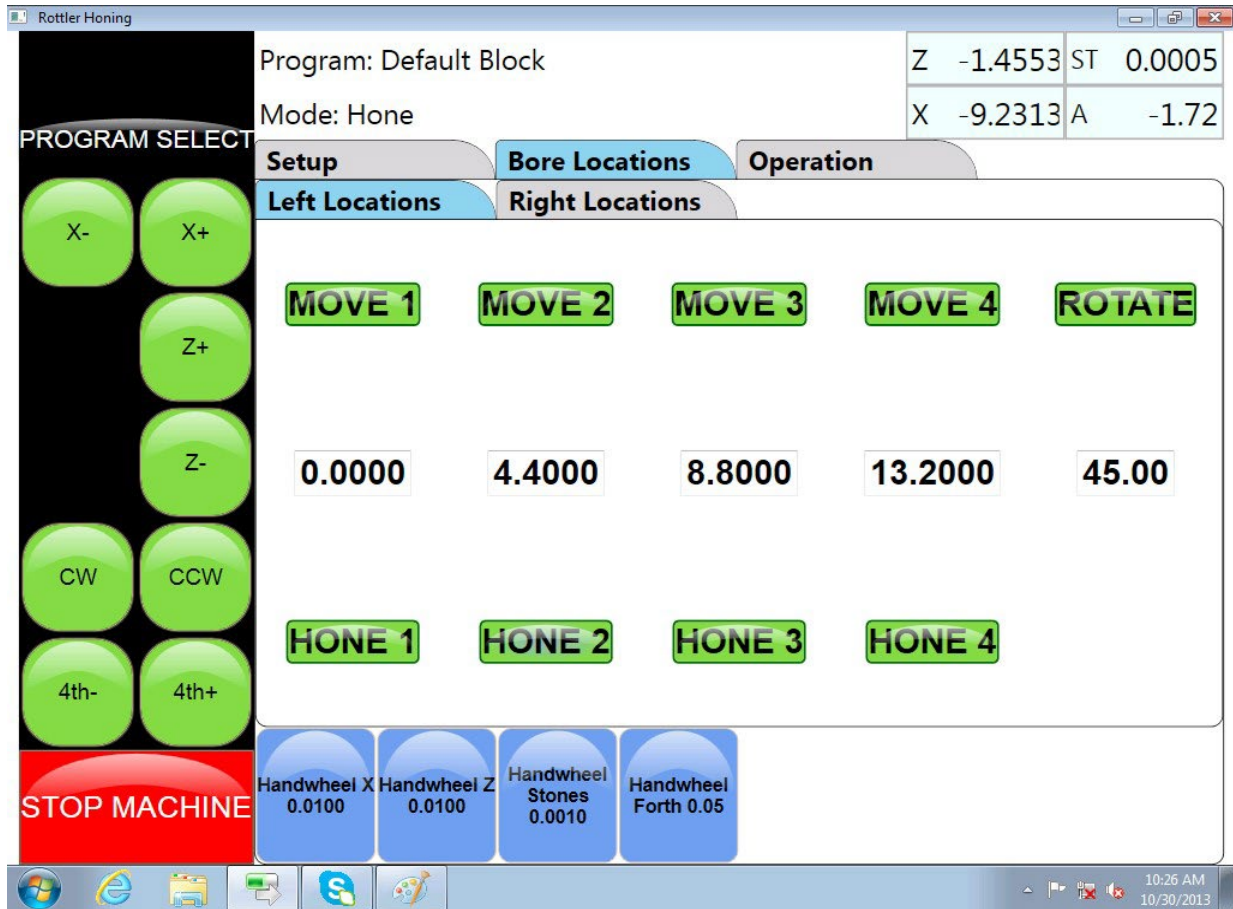 Rottler Honing
Program: Default Block
Z -1.4553 ST 0.0005
Mode: Hone
X -9.2313 A -1.72
PROGRAM SELECT
Setup Bore Locations Operation
Left Locations Right Locations
X- X+
Z+
Z-
CW CCW
4th- 4th+
MOVE 1 MOVE 2 MOVE 3 MOVE 4 ROTATE
0.0000 4.4000 8.8000 13.2000 45.00
HONE 1 HONE 2 HONE 3 HONE 4
STOP MACHINE
Handwheel X
0.0100
Handwheel Z
0.0100
Handwheel
Stones
0.0010
Handwheel
Forth 0.05
10:26 AM
10/30/2013